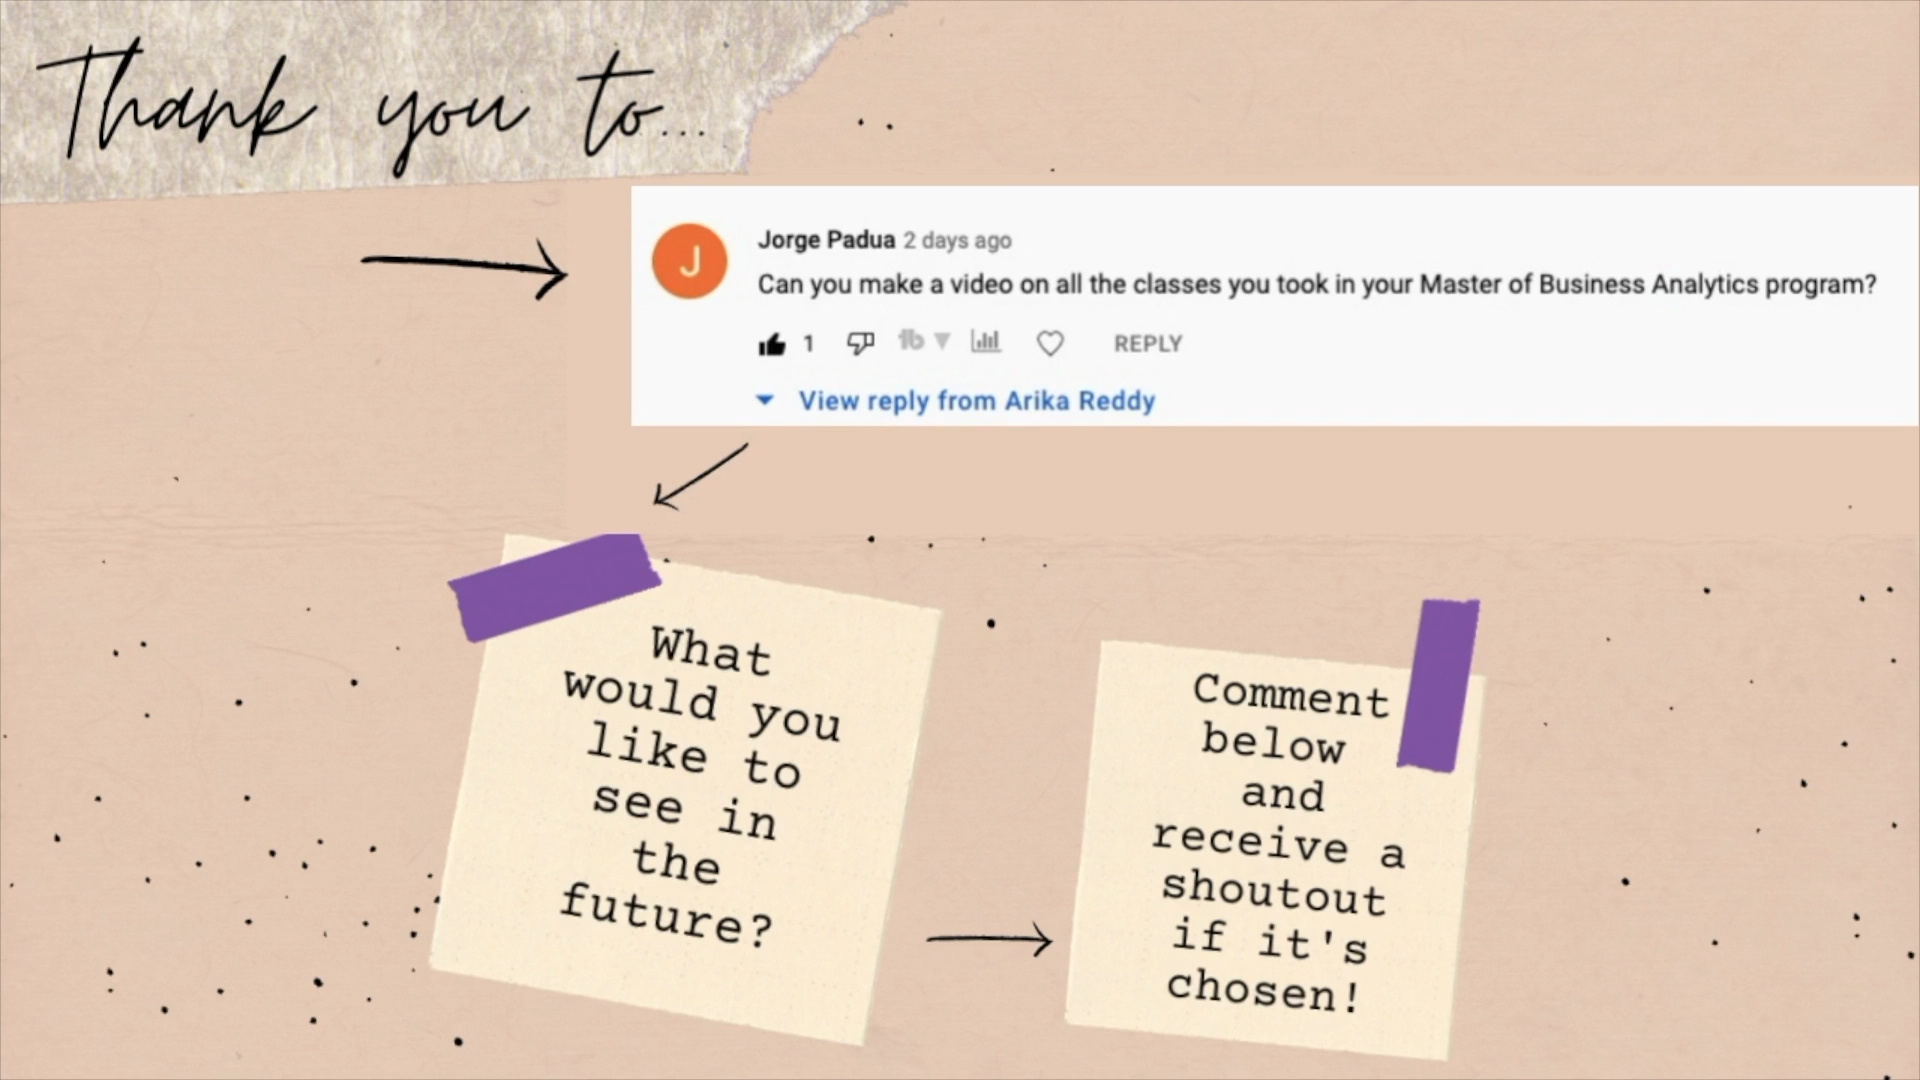 Thank you to...
J
Jorge Padua 2 days ago
Can you make a video on all the classes you took in your Master of Business Analytics program?
1 REPLY
View reply from Arika Reddy
What
would you
like to
see in
the
future?
Comment
below
and
receive a
shoutout
if it's
chosen!